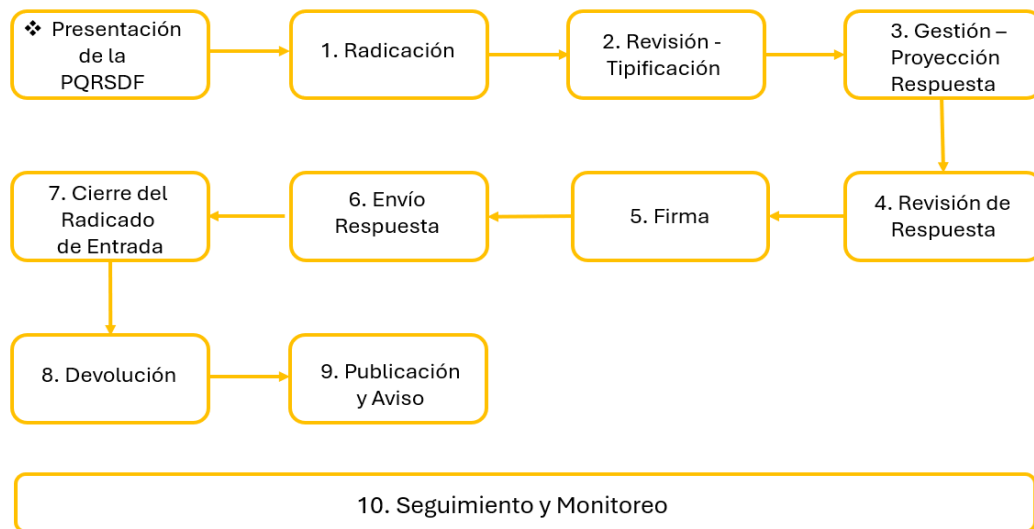 ❖ Presentación
de la
PQRSDF
1. Radicación
2. Revisión -
Tipificación
3. Gestión –
Proyección
Respuesta
4. Revisión de
Respuesta
5. Firma
6. Envío
Respuesta
7. Cierre del
Radicado
de Entrada
8. Devolución
9. Publicación
y Aviso
10. Seguimiento y Monitoreo